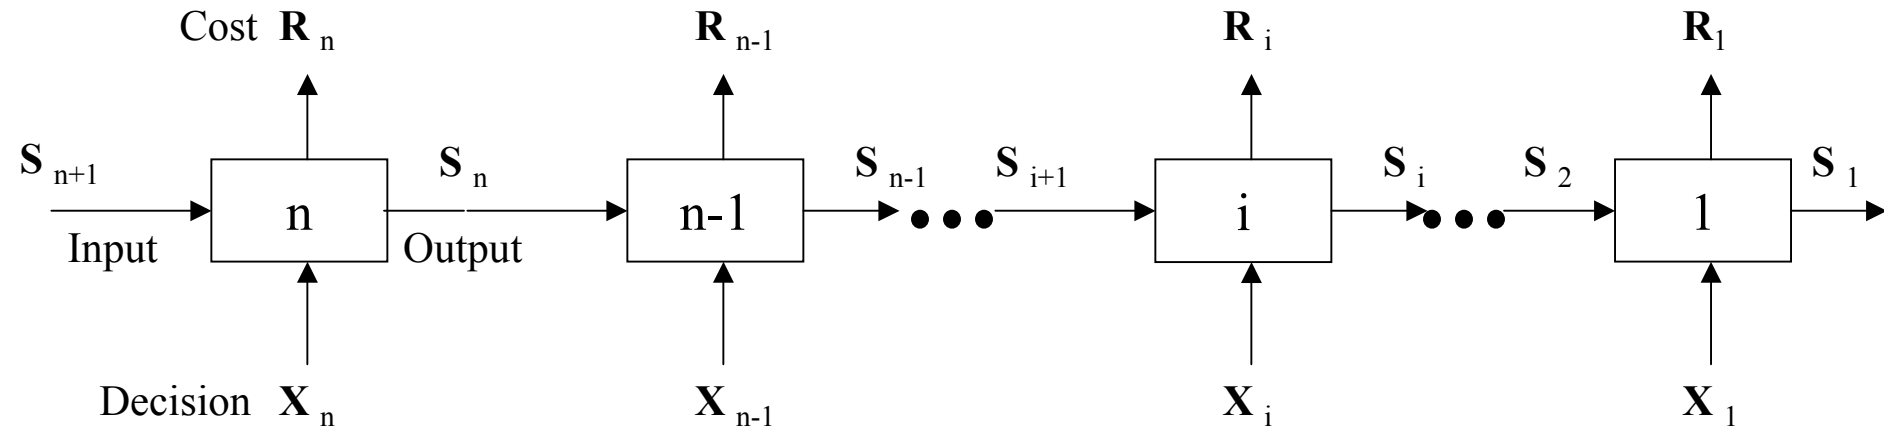 Cost R n R n-1 R i R 1
S n+1 S n S n-1 S i+1 S i S 2 S 1
n n-1 i 1
Input Output
Decision X n X n-1 X i X 1